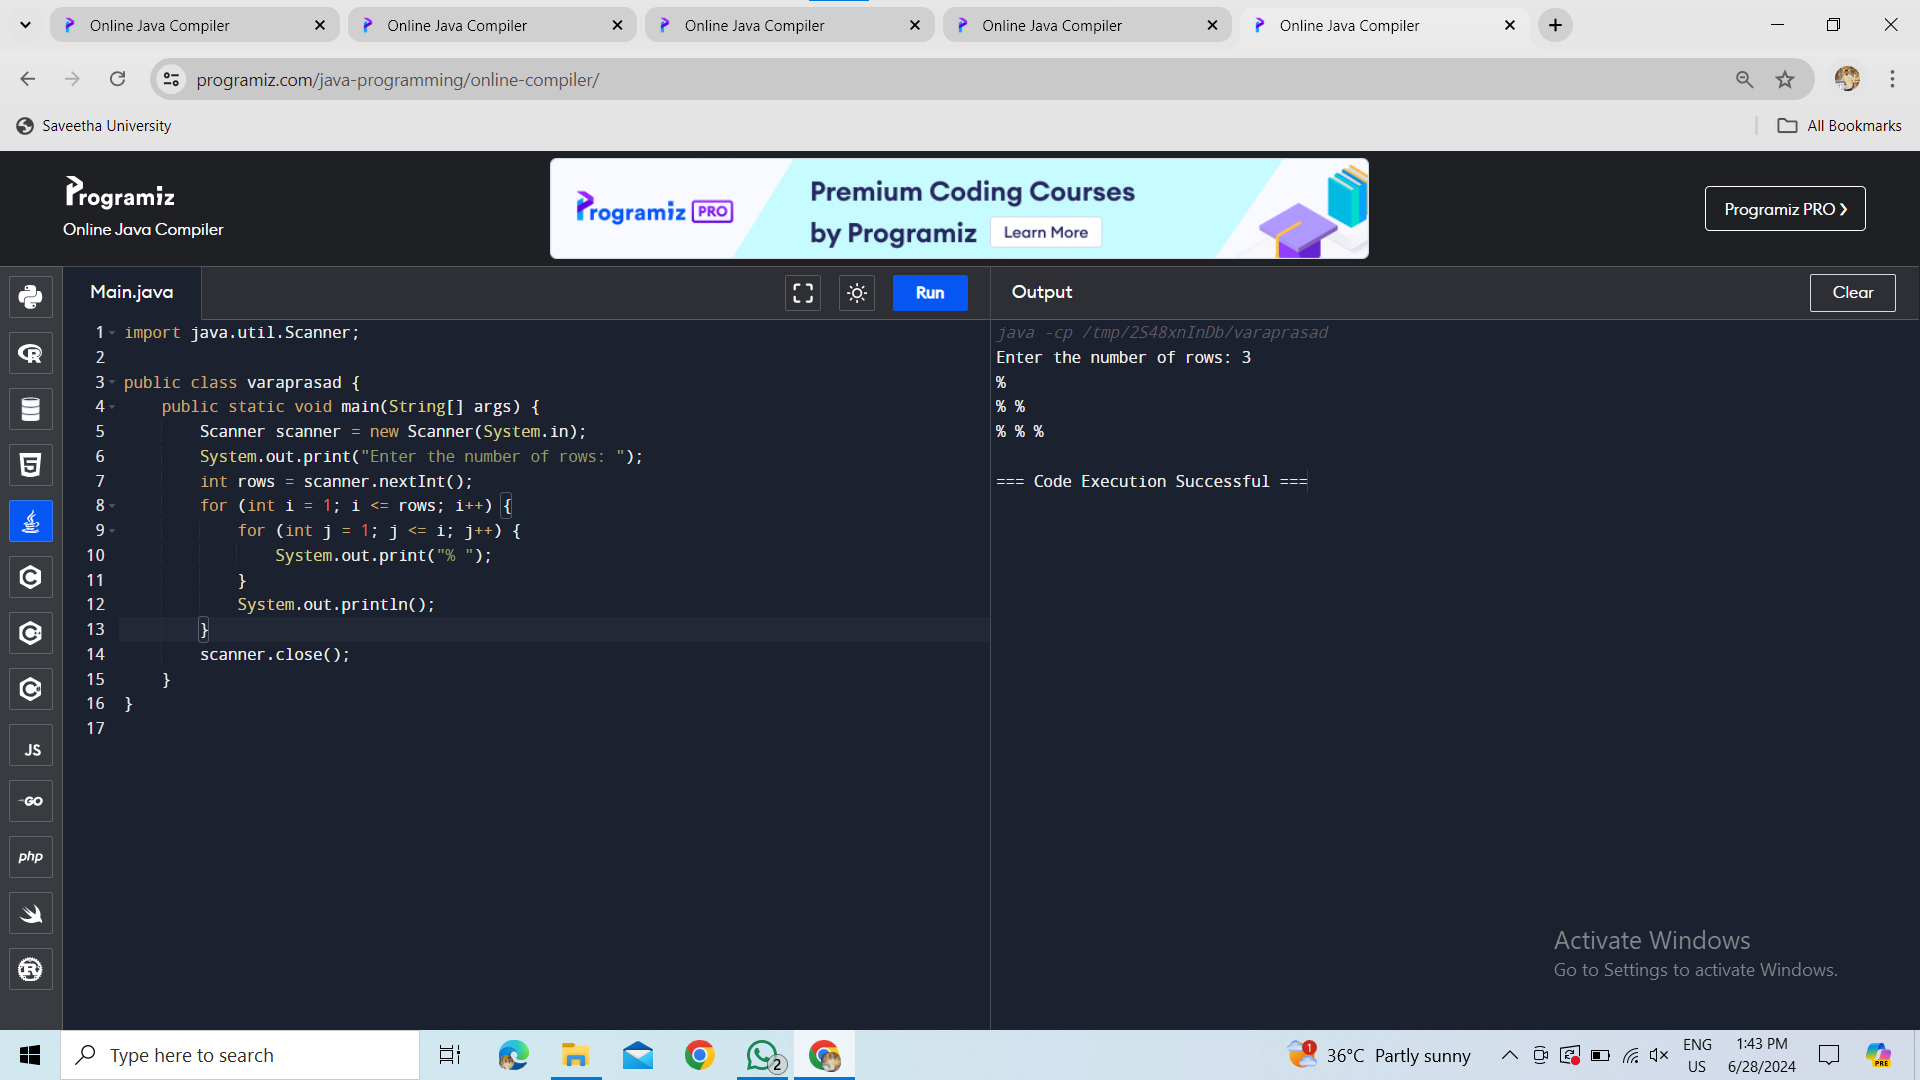 Online Java Compiler
Online Java Compiler
Online Java Compiler
Online Java Compiler
Online Java Compiler
programiz.com/java-programming/online-compiler/
Saveetha University
All Bookmarks
Programiz
Online Java Compiler
Programiz PRO
Premium Coding Courses
by Programiz
Learn More
Programiz PRO
Main.java
Run
Output
Clear
1 import java.util.Scanner;
2
3 public class varaprasad {
4     public static void main(String[] args) {
5         Scanner scanner = new Scanner(System.in);
6         System.out.print("Enter the number of rows: ");
7         int rows = scanner.nextInt();
8         for (int i = 1; i <= rows; i++) {
9             for (int j = 1; j <= i; j++) {
10                 System.out.print("% ");
11             }
12             System.out.println();
13         }
14         scanner.close();
15     }
16 }
17
java -cp /tmp/2S48xnInDb/varaprasad
Enter the number of rows: 3
%
% %
% % %
=== Code Execution Successful ===
JS
GO
php
Activate Windows
Go to Settings to activate Windows.
Type here to search
2
1
36°C Partly sunny
ENG
US
1:43 PM
6/28/2024
PRE